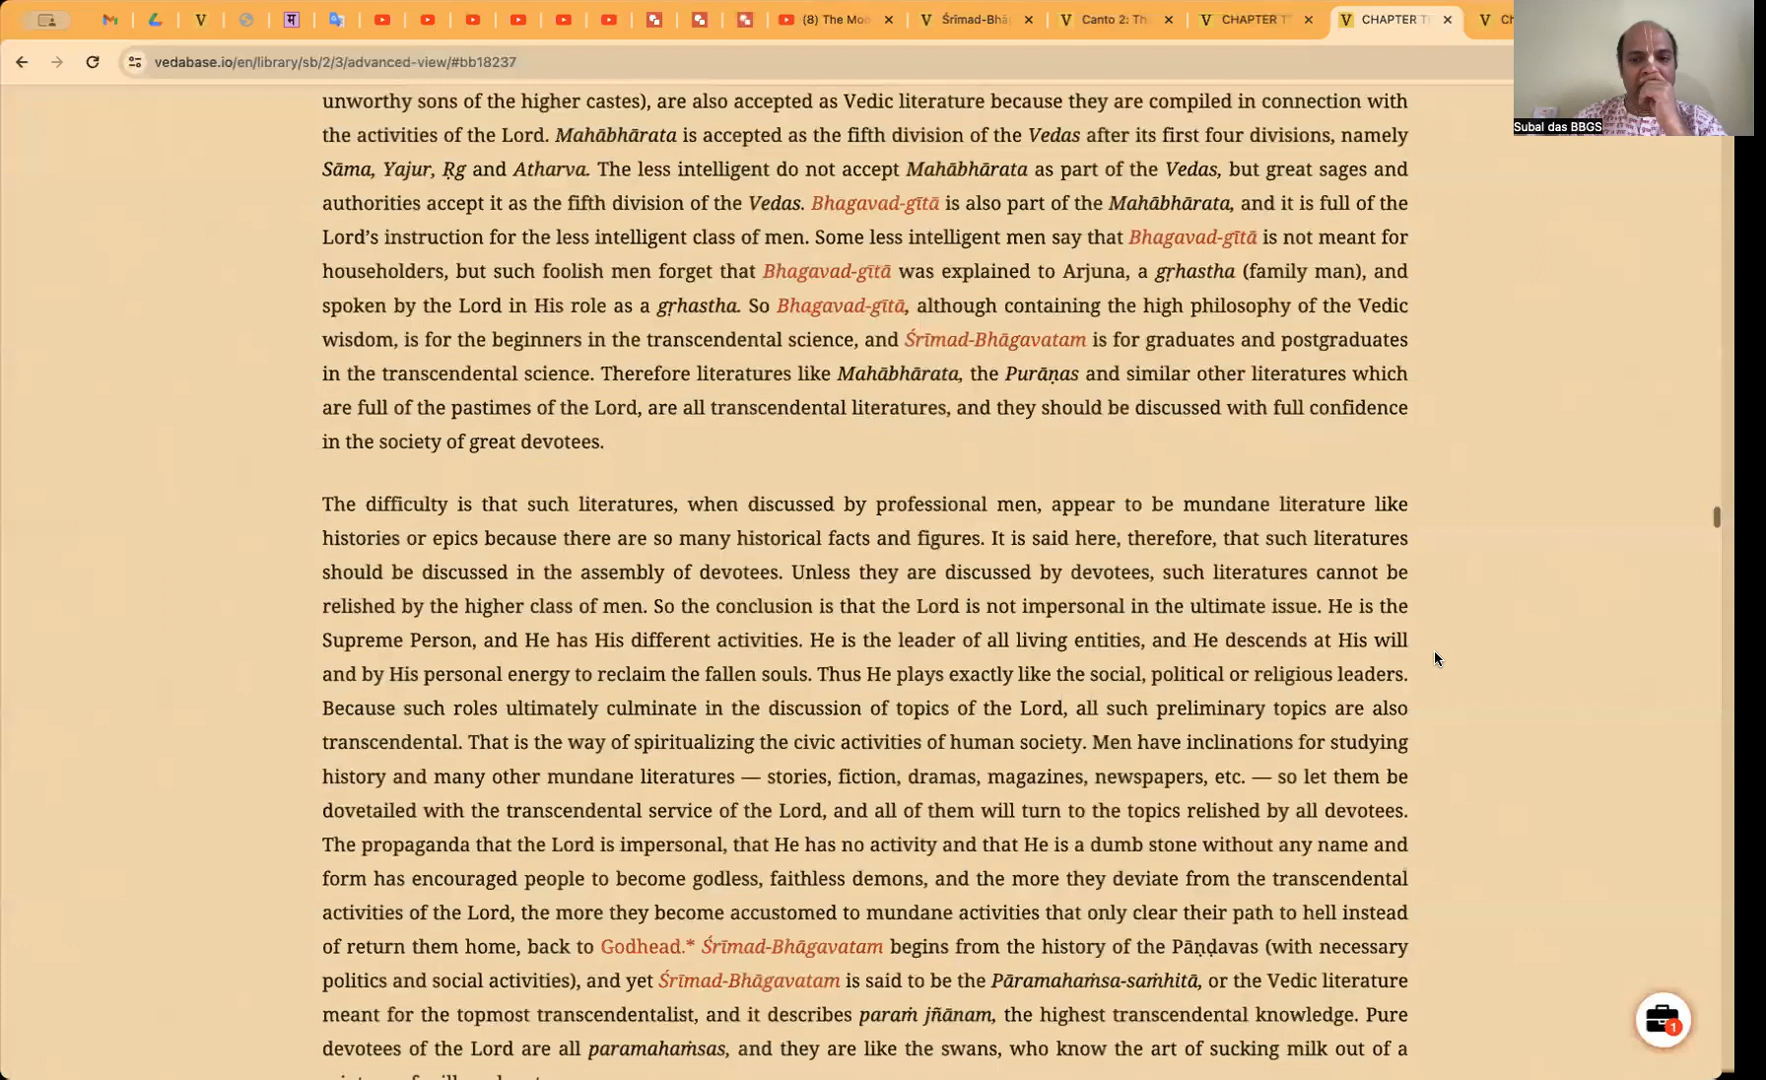 (8) The Mo
Śrīmad-Bhā
Canto 2: Th
CHAPTER T
CHAPTER T
Ch
vedabase.io/en/library/sb/2/3/advanced-view/#bb18237
Subal das BBGS
unworthy sons of the higher castes), are also accepted as Vedic literature because they are compiled in connection with
the activities of the Lord. Mahābhārata is accepted as the fifth division of the Vedas after its first four divisions, namely
Sāma, Yajur, Ṛg and Atharva. The less intelligent do not accept Mahābhārata as part of the Vedas, but great sages and
authorities accept it as the fifth division of the Vedas. Bhagavad-gītā is also part of the Mahābhārata, and it is full of the
Lord’s instruction for the less intelligent class of men. Some less intelligent men say that Bhagavad-gītā is not meant for
householders, but such foolish men forget that Bhagavad-gītā was explained to Arjuna, a gṛhastha (family man), and
spoken by the Lord in His role as a gṛhastha. So Bhagavad-gītā, although containing the high philosophy of the Vedic
wisdom, is for the beginners in the transcendental science, and Śrīmad-Bhāgavatam is for graduates and postgraduates
in the transcendental science. Therefore literatures like Mahābhārata, the Purāṇas and similar other literatures which
are full of the pastimes of the Lord, are all transcendental literatures, and they should be discussed with full confidence
in the society of great devotees.
The difficulty is that such literatures, when discussed by professional men, appear to be mundane literature like
histories or epics because there are so many historical facts and figures. It is said here, therefore, that such literatures
should be discussed in the assembly of devotees. Unless they are discussed by devotees, such literatures cannot be
relished by the higher class of men. So the conclusion is that the Lord is not impersonal in the ultimate issue. He is the
Supreme Person, and He has His different activities. He is the leader of all living entities, and He descends at His will
and by His personal energy to reclaim the fallen souls. Thus He plays exactly like the social, political or religious leaders.
Because such roles ultimately culminate in the discussion of topics of the Lord, all such preliminary topics are also
transcendental. That is the way of spiritualizing the civic activities of human society. Men have inclinations for studying
history and many other mundane literatures — stories, fiction, dramas, magazines, newspapers, etc. — so let them be
dovetailed with the transcendental service of the Lord, and all of them will turn to the topics relished by all devotees.
The propaganda that the Lord is impersonal, that He has no activity and that He is a dumb stone without any name and
form has encouraged people to become godless, faithless demons, and the more they deviate from the transcendental
activities of the Lord, the more they become accustomed to mundane activities that only clear their path to hell instead
of return them home, back to Godhead.* Śrīmad-Bhāgavatam begins from the history of the Pāṇḍavas (with necessary
politics and social activities), and yet Śrīmad-Bhāgavatam is said to be the Pāramahaṁsa-saṁhitā, or the Vedic literature
meant for the topmost transcendentalist, and it describes paraṁ jñānam, the highest transcendental knowledge. Pure
devotees of the Lord are all paramahaṁsas, and they are like the swans, who know the art of sucking milk out of a
1